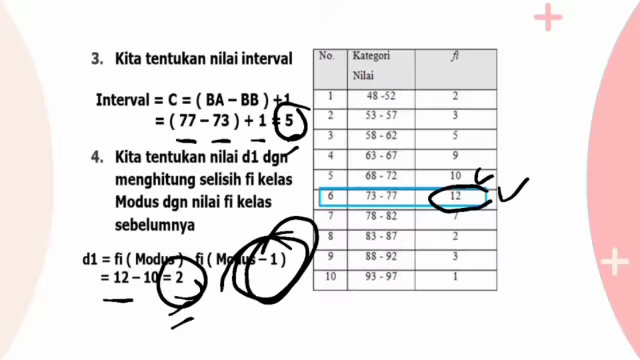 3. Kita tentukan nilai interval
Interval = C = ( BA – BB ) +1
= ( 77 – 73 ) + 1 = 5
4. Kita tentukan nilai d1 dgn
menghitung selisih fi kelas
Modus dgn nilai fi kelas
sebelumnya
d1 = fi ( Modus ) fi ( Modus – 1 )
= 12 – 10 = 2
No. Kategori Nilai fi
1 48 -52 2
2 53 - 57 3
3 58 - 62 5
4 63 - 67 9
5 68 - 72 10
6 73 - 77 12
7 78 - 82 7
8 83 - 87 2
9 88 - 92 3
10 93 - 97 1